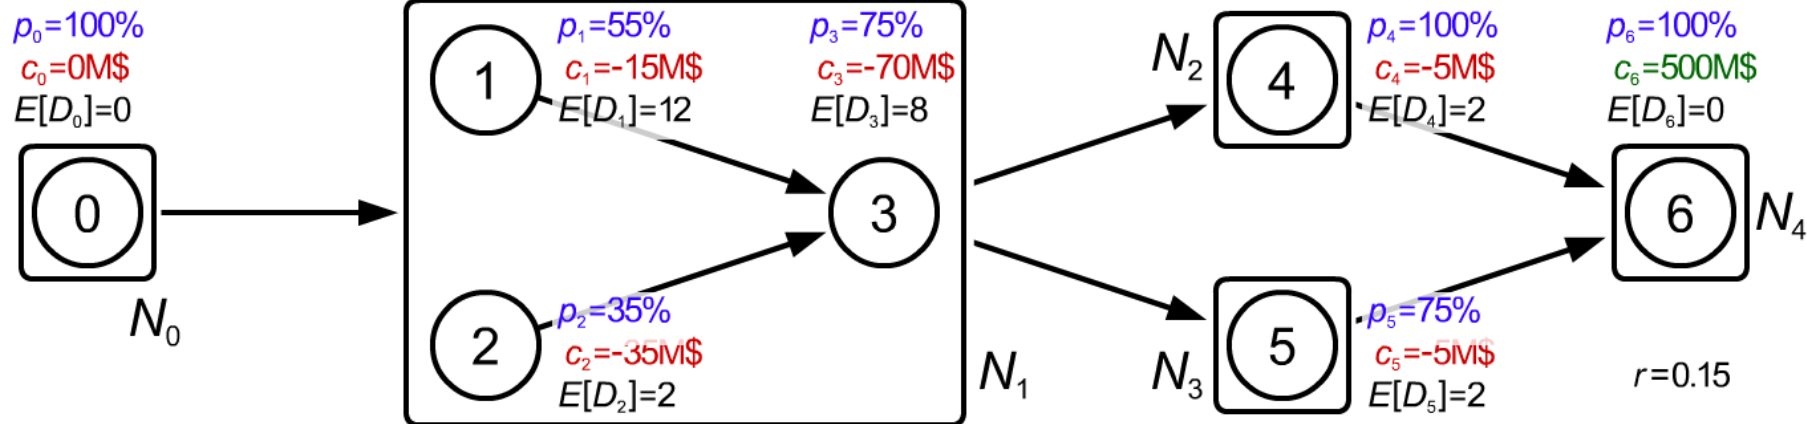 p₀=100%
c₀=0M$
E[D₀]=0
0
N₀
1
p₁=55%
c₁=-15M$
E[D₁]=12
p₃=75%
c₃=-70M$
E[D₃]=8
3
2
p₂=35%
c₂=-35M$
E[D₂]=2
N₁
N₂
4
p₄=100%
c₄=-5M$
E[D₄]=2
N₃
5
p₅=75%
c₅=-5M$
E[D₅]=2
p₆=100%
c₆=500M$
E[D₆]=0
6
N₄
r=0.15